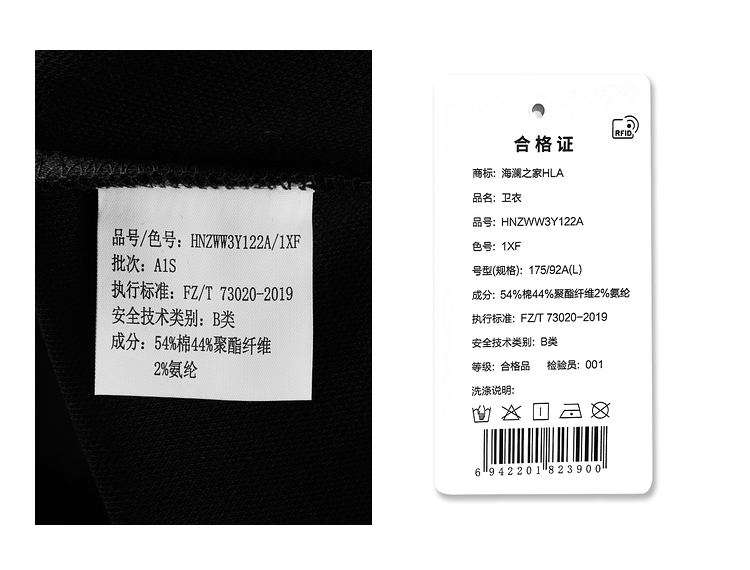 品号/色号: HNZWW3Y122A/1XF
批次: A1S
执行标准: FZ/T 73020-2019
安全技术类别: B类
成分: 54%棉44%聚酯纤维
2%氨纶
RFID
合格证
商标: 海澜之家HLA
品名: 卫衣
品号: HNZWW3Y122A
色号: 1XF
号型(规格): 175/92A(L)
成分: 54%棉44%聚酯纤维2%氨纶
执行标准: FZ/T 73020-2019
安全技术类别: B类
等级: 合格品 检验员: 001
洗涤说明:
6942201823900